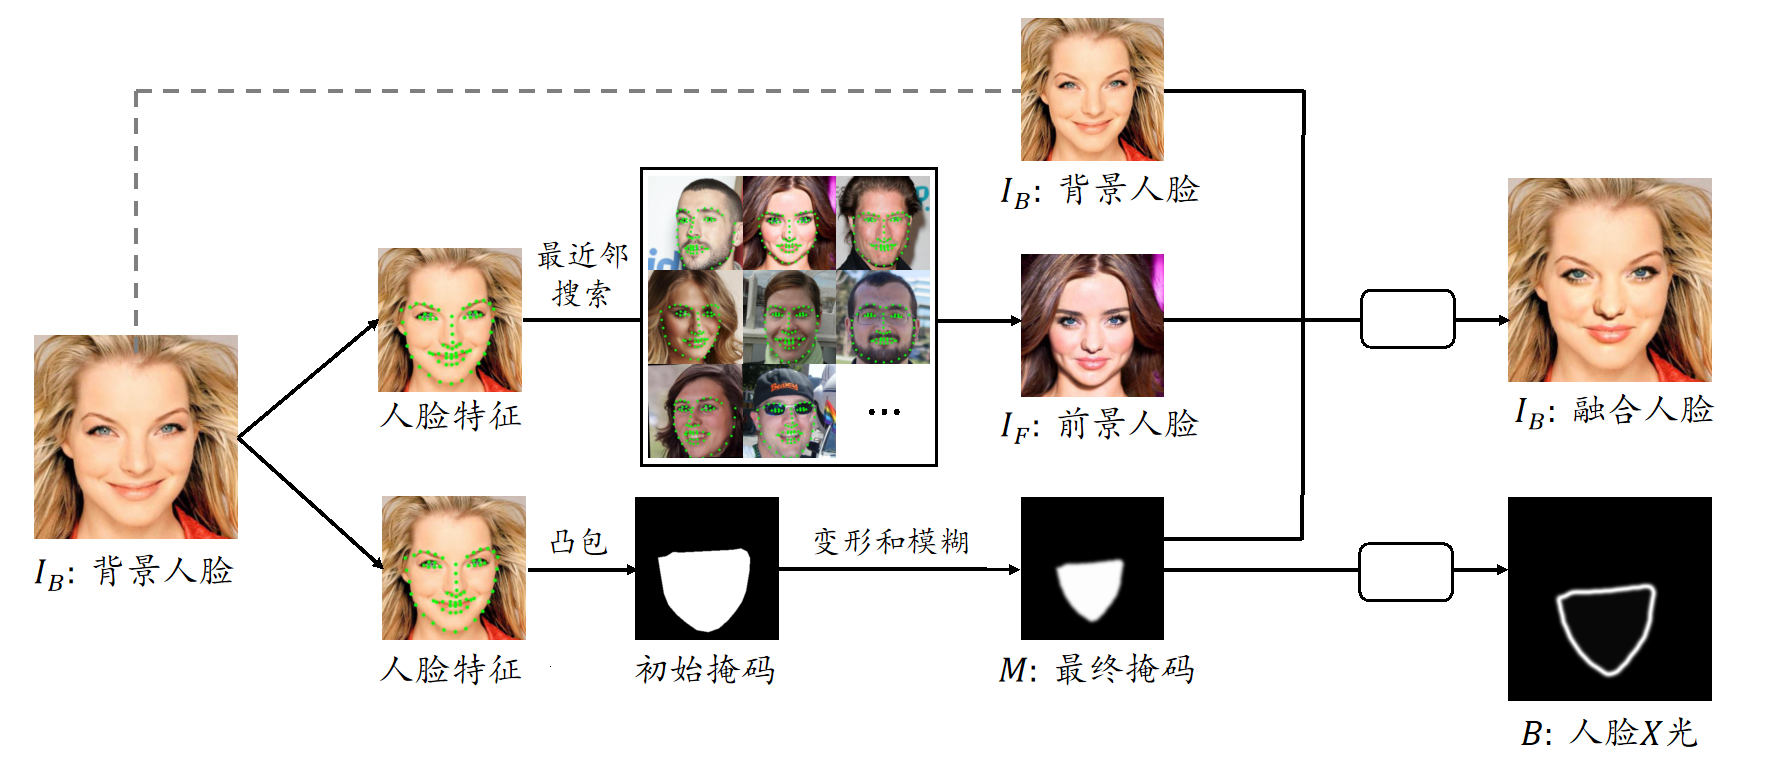 I_B: 背景人脸
人脸特征
最近邻
搜索
I_B: 背景人脸
I_F: 前景人脸
I_B: 融合人脸
人脸特征
凸包
初始掩码
变形和模糊
M: 最终掩码
B: 人脸X光